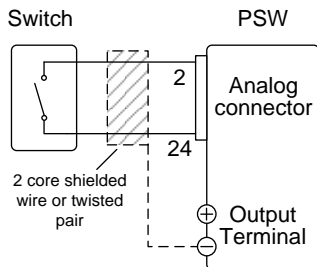 Switch
PSW
2
Analog
connector
24
2 core shielded
wire or twisted
pair
Output
Terminal